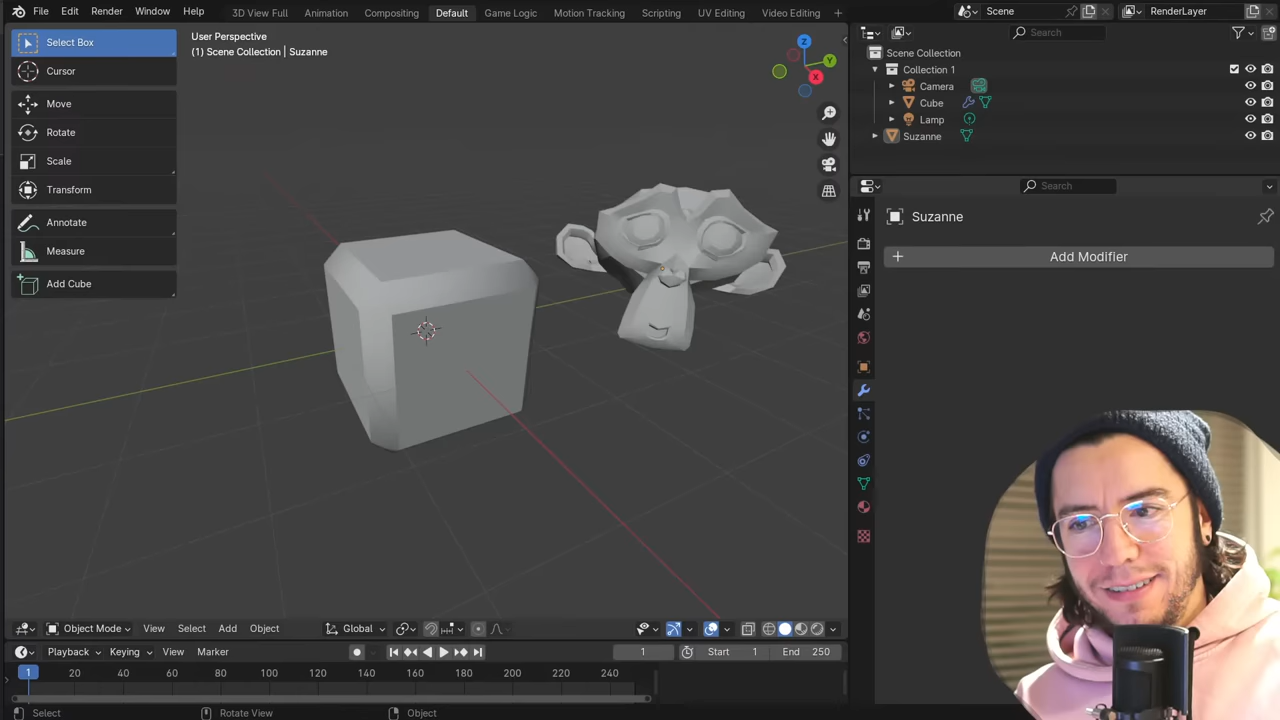 File Edit Render Window Help 3D View Full Animation Compositing Default Game Logic Motion Tracking Scripting UV Editing Video Editing + Scene RenderLayer
Select Box
Cursor
Move
Rotate
Scale
Transform
Annotate
Measure
Add Cube
User Perspective
(1) Scene Collection | Suzanne
Z
Y
X
Search
Scene Collection
Collection 1
Camera
Cube
Lamp
Suzanne
Search
Suzanne
+ Add Modifier
Object Mode View Select Add Object Global
Playback Keying View Marker 1 Start 1 End 250
1 20 40 60 80 100 120 140 160 180 200 220 240
Select Rotate View Object